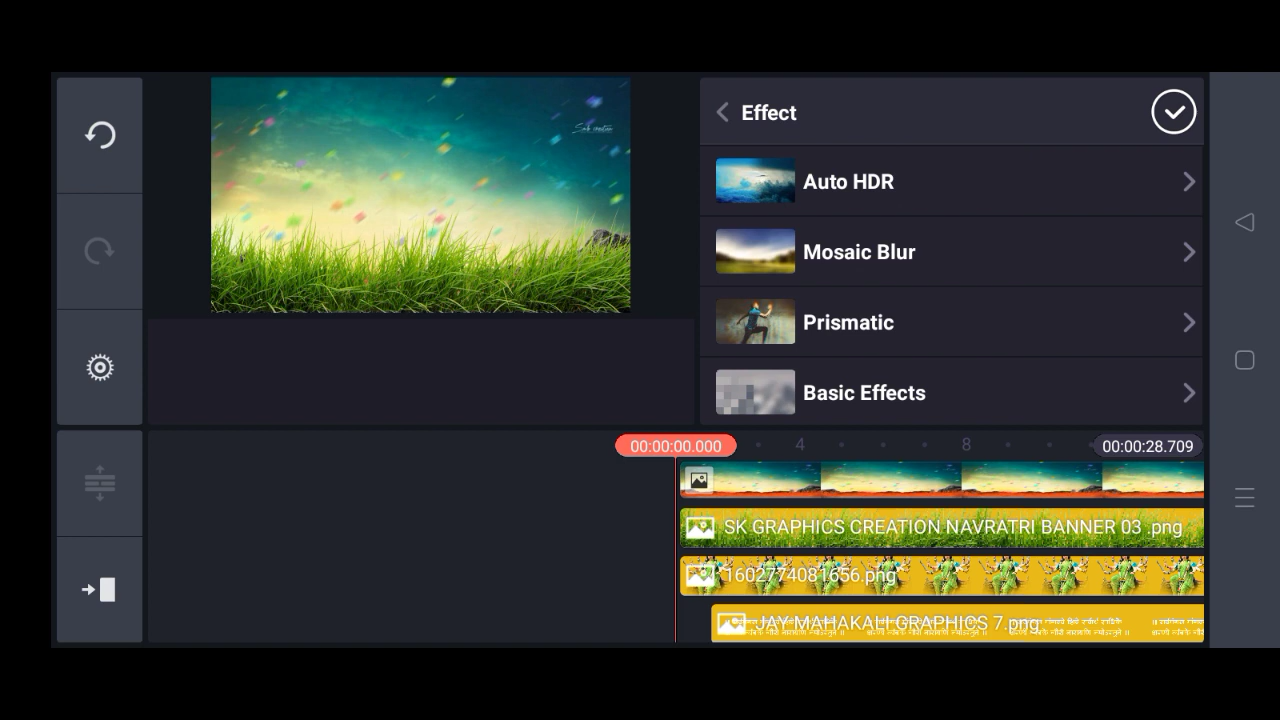 Effect
Auto HDR
Mosaic Blur
Prismatic
Basic Effects
00:00:00.000
4
8
00:00:28.709
SK GRAPHICS CREATION NAVRATRI BANNER 03 .png
1602774081656.png
JAY MAHAKALI GRAPHICS 7.png